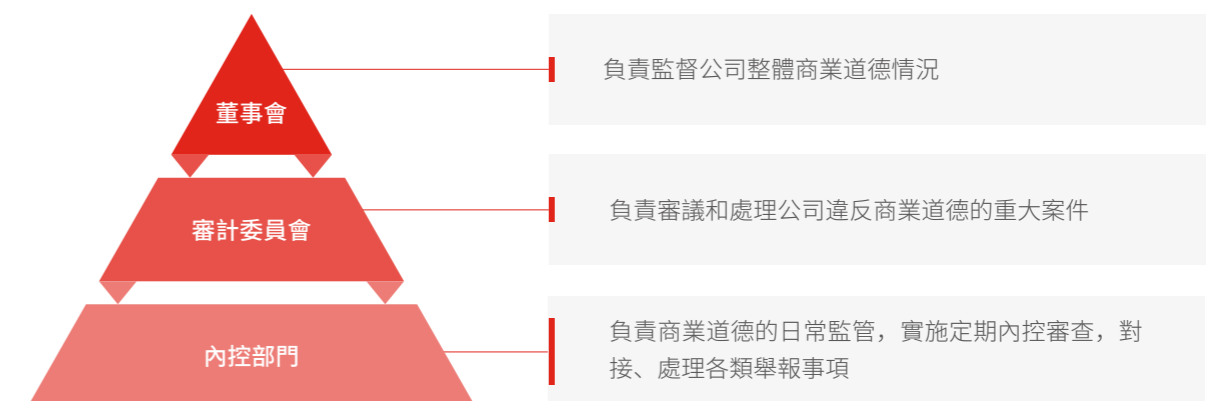 董事會
負責監督公司整體商業道德情況
審計委員會
負責審議和處理公司違反商業道德的重大案件
內控部門
負責商業道德的日常監管，實施定期內控審查，對
接、處理各類舉報事項